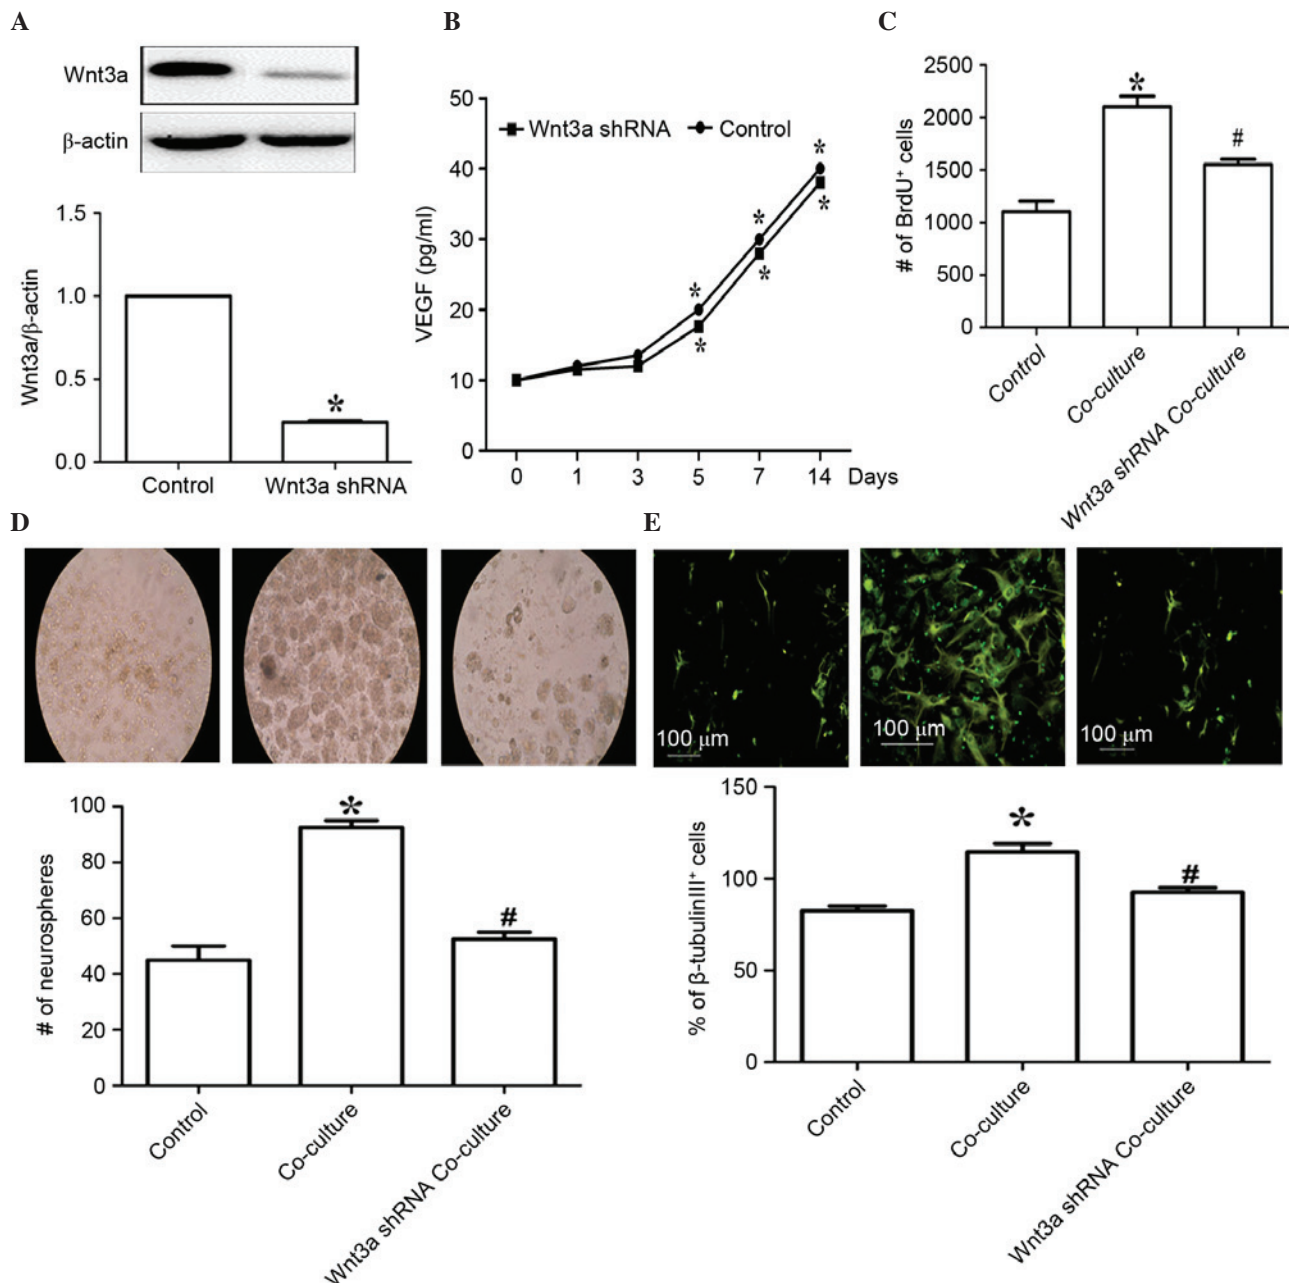 A
Wnt3a
β-actin
1.5
1.0
0.5
0.0
Wnt3a/β-actin
*
Control
Wnt3a shRNA
B
50
40
30
20
10
0
VEGF (pg/ml)
Wnt3a shRNA
Control
*
*
*
*
*
*
0 1 3 5 7 14 Days
C
2500
2000
1500
1000
500
0
# of BrdU⁺ cells
*
#
Control
Co-culture
Wnt3a shRNA Co-culture
D
100
80
60
40
20
0
# of neurospheres
*
#
Control
Co-culture
Wnt3a shRNA Co-culture
E
100 μm
100 μm
100 μm
150
100
50
0
% of β-tubulinIII⁺ cells
*
#
Control
Co-culture
Wnt3a shRNA Co-culture